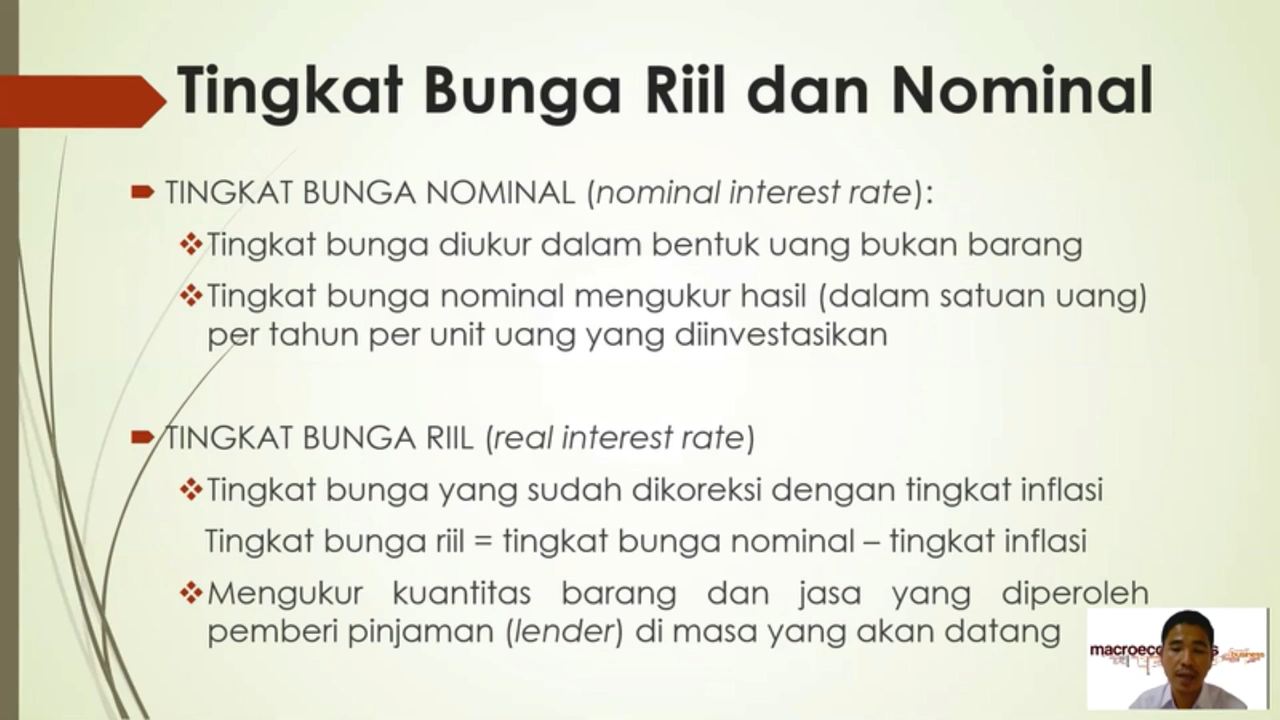 Tingkat Bunga Riil dan Nominal
TINGKAT BUNGA NOMINAL (nominal interest rate):
Tingkat bunga diukur dalam bentuk uang bukan barang
Tingkat bunga nominal mengukur hasil (dalam satuan uang)
per tahun per unit uang yang diinvestasikan
TINGKAT BUNGA RIIL (real interest rate)
Tingkat bunga yang sudah dikoreksi dengan tingkat inflasi
Tingkat bunga riil = tingkat bunga nominal – tingkat inflasi
Mengukur kuantitas barang dan jasa yang diperoleh
pemberi pinjaman (lender) di masa yang akan datang
business